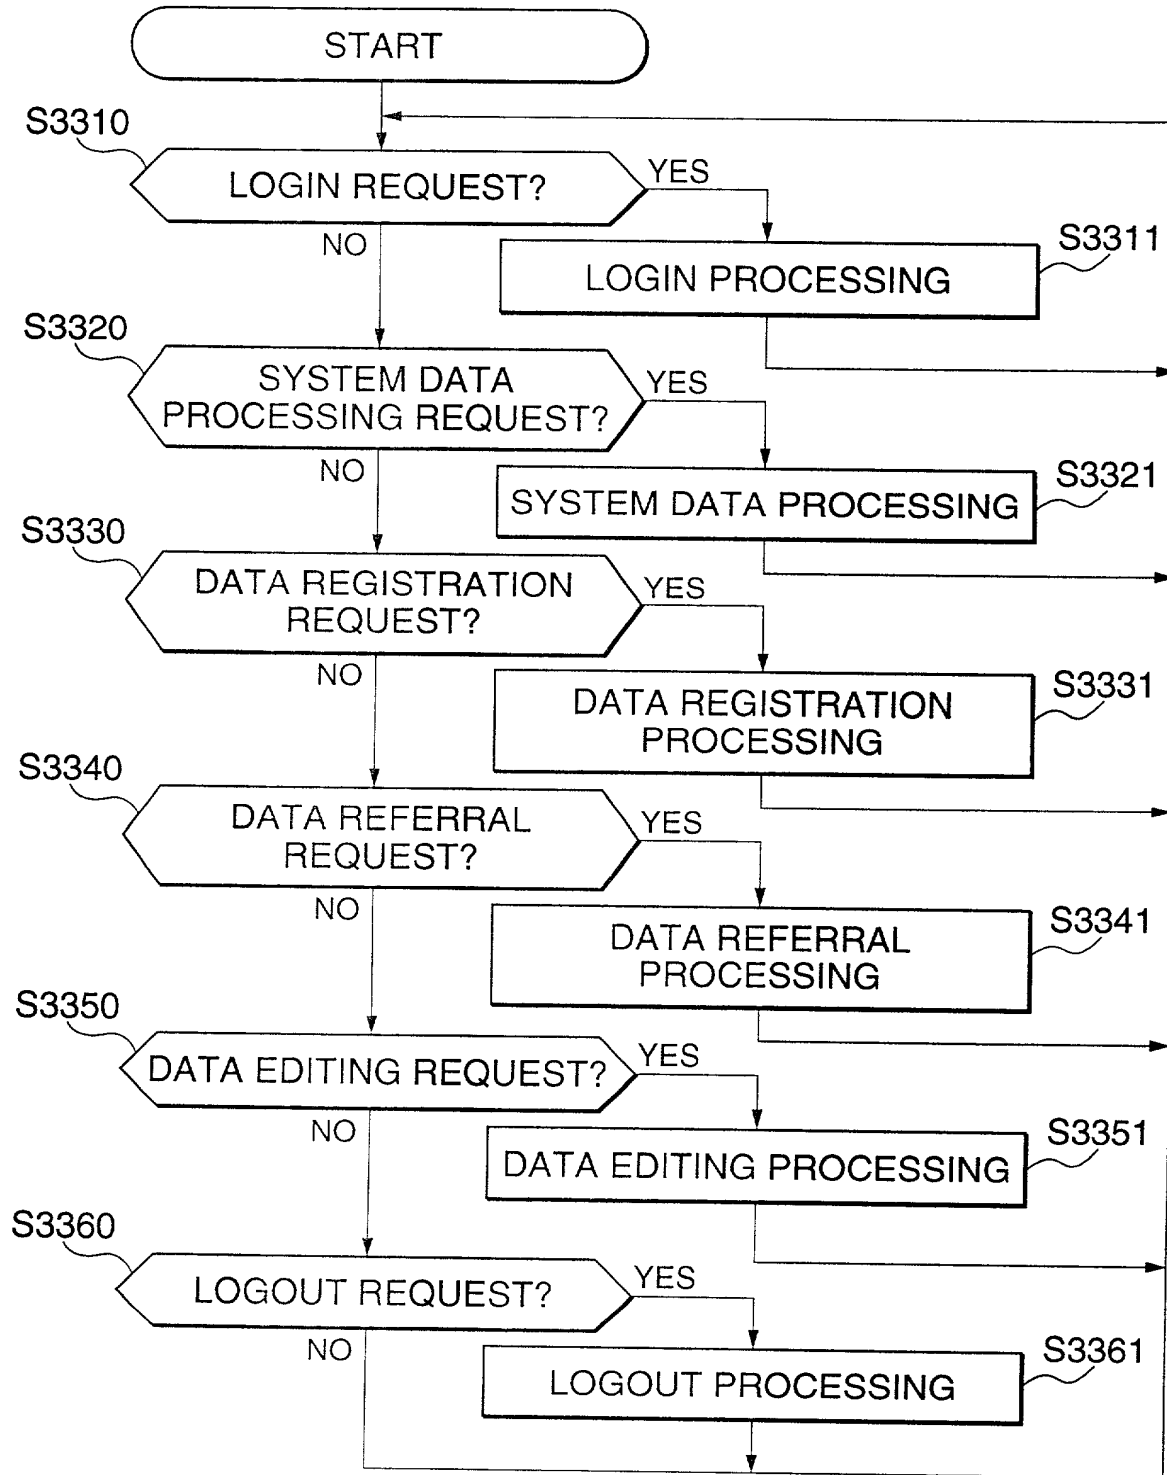 START
S3310
LOGIN REQUEST?
YES
NO
S3311
LOGIN PROCESSING
S3320
SYSTEM DATA
PROCESSING REQUEST?
YES
NO
S3321
SYSTEM DATA PROCESSING
S3330
DATA REGISTRATION
REQUEST?
YES
NO
S3331
DATA REGISTRATION
PROCESSING
S3340
DATA REFERRAL
REQUEST?
YES
NO
S3341
DATA REFERRAL
PROCESSING
S3350
DATA EDITING REQUEST?
YES
NO
S3351
DATA EDITING PROCESSING
S3360
LOGOUT REQUEST?
YES
NO
S3361
LOGOUT PROCESSING